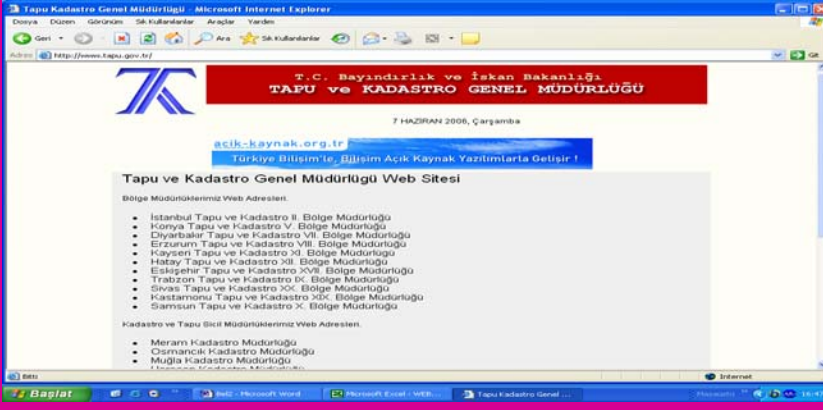 Tapu Kadastro Genel Müdürlügü - Microsoft Internet Explorer
Dosya Düzen Görünüm Sık Kullanılanlar Araçlar Yardım
Geri Ara Sık Kullanılanlar
Adres http://www.tapu.gov.tr/ Git
T.C. Bayındırlık ve İskan Bakanlığı
TAPU ve KADASTRO GENEL MÜDÜRLÜĞÜ
7 HAZİRAN 2006, Çarşamba
acik-kaynak.org.tr
Türkiye Bilişim'le, Bilişim Açık Kaynak Yazılımlarla Gelişir !
Tapu ve Kadastro Genel Müdürlügü Web Sitesi
Bölge Müdürlüklerimiz Web Adresleri.
İstanbul Tapu ve Kadastro II. Bölge Müdürlüğü
Konya Tapu ve Kadastro V. Bölge Müdürlüğü
Diyarbakır Tapu ve Kadastro VII. Bölge Müdürlüğü
Erzurum Tapu ve Kadastro VIII. Bölge Müdürlüğü
Kayseri Tapu ve Kadastro XI. Bölge Müdürlügü
Hatay Tapu ve Kadastro XII. Bölge Müdürlüğü
Eskişehir Tapu ve Kadastro XVII. Bölge Müdürlüğü
Trabzon Tapu ve Kadastro IX. Bölge Müdürlüğü
Sivas Tapu ve Kadastro XX. Bölge Müdürlüğü
Kastamonu Tapu ve Kadastro XIX. Bölge Müdürlüğü
Samsun Tapu ve Kadastro X. Bölge Müdürlüğü
Kadastro ve Tapu Sicil Müdürlüklerimiz Web Adresleri.
Meram Kadastro Müdürlüğü
Osmancık Kadastro Müdürlüğü
Muğla Kadastro Müdürlüğü
Bitti Internet
Başlat - Microsoft Word Microsoft Excel - WEB... Tapu Kadastro Genel ... 16:47